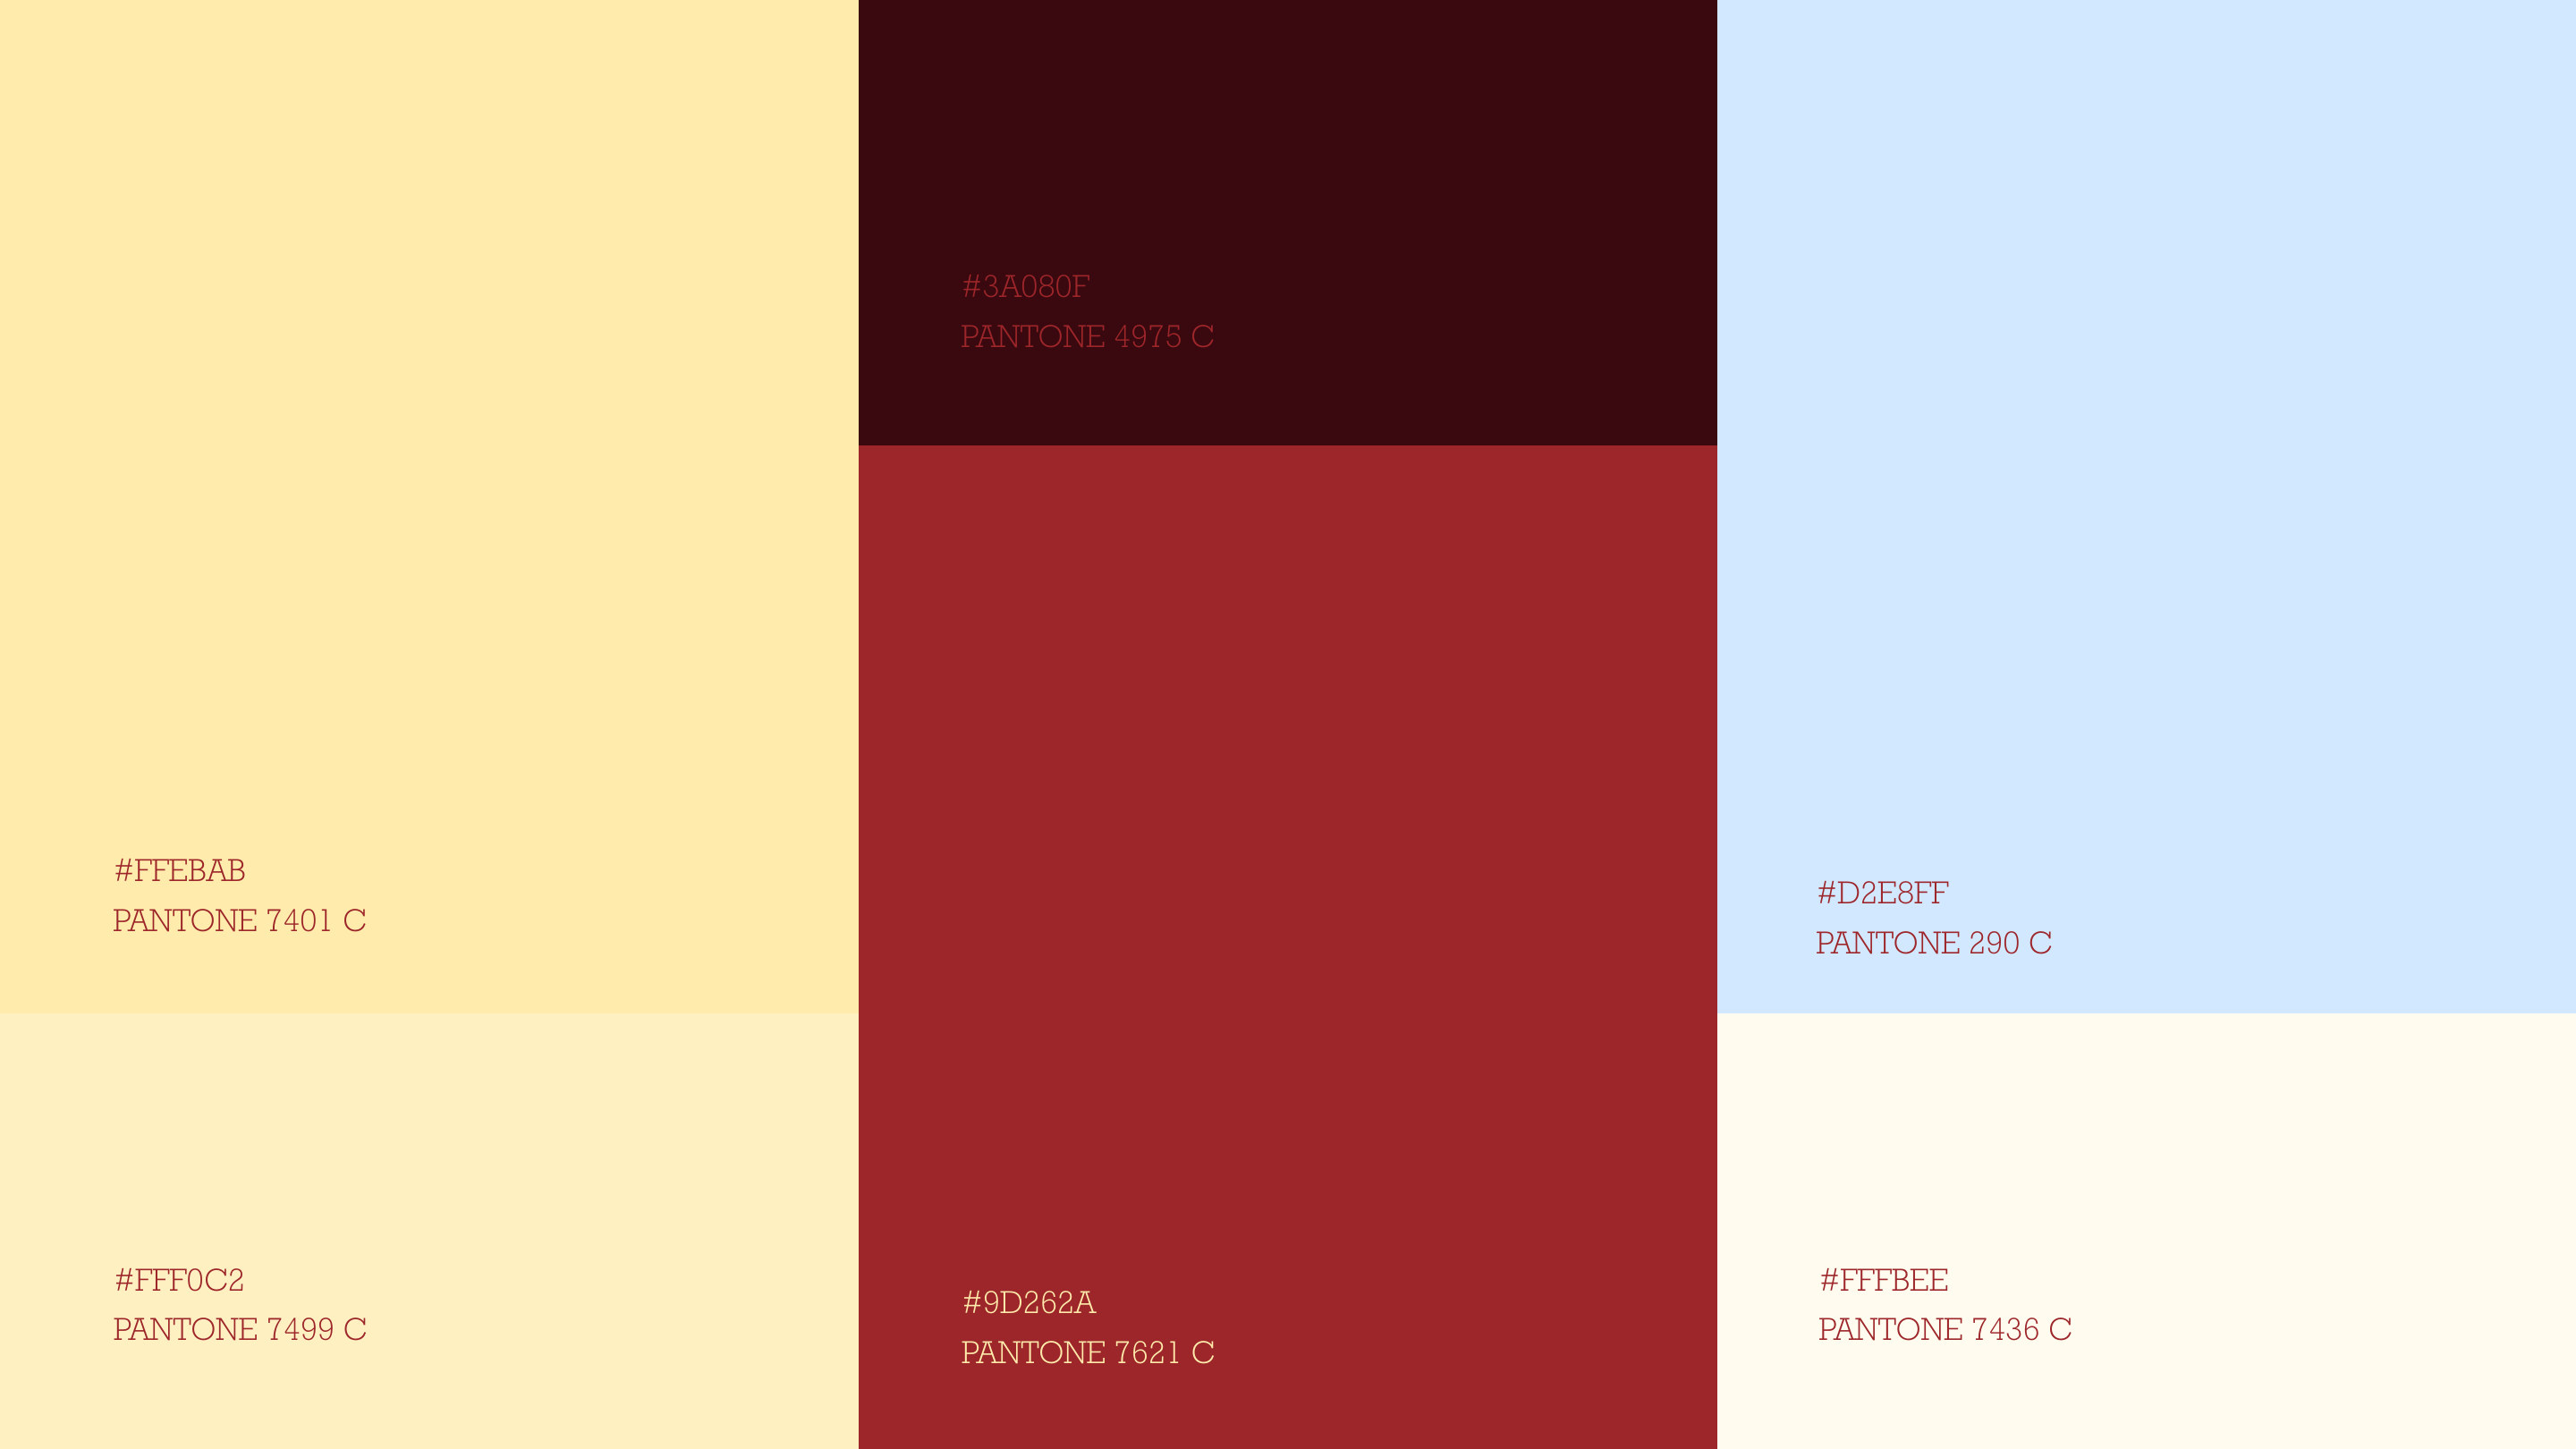 #FFEBAB
PANTONE 7401 C
#FFF0C2
PANTONE 7499 C
#3A080F
PANTONE 4975 C
#9D262A
PANTONE 7621 C
#D2E8FF
PANTONE 290 C
#FFFBEE
PANTONE 7436 C